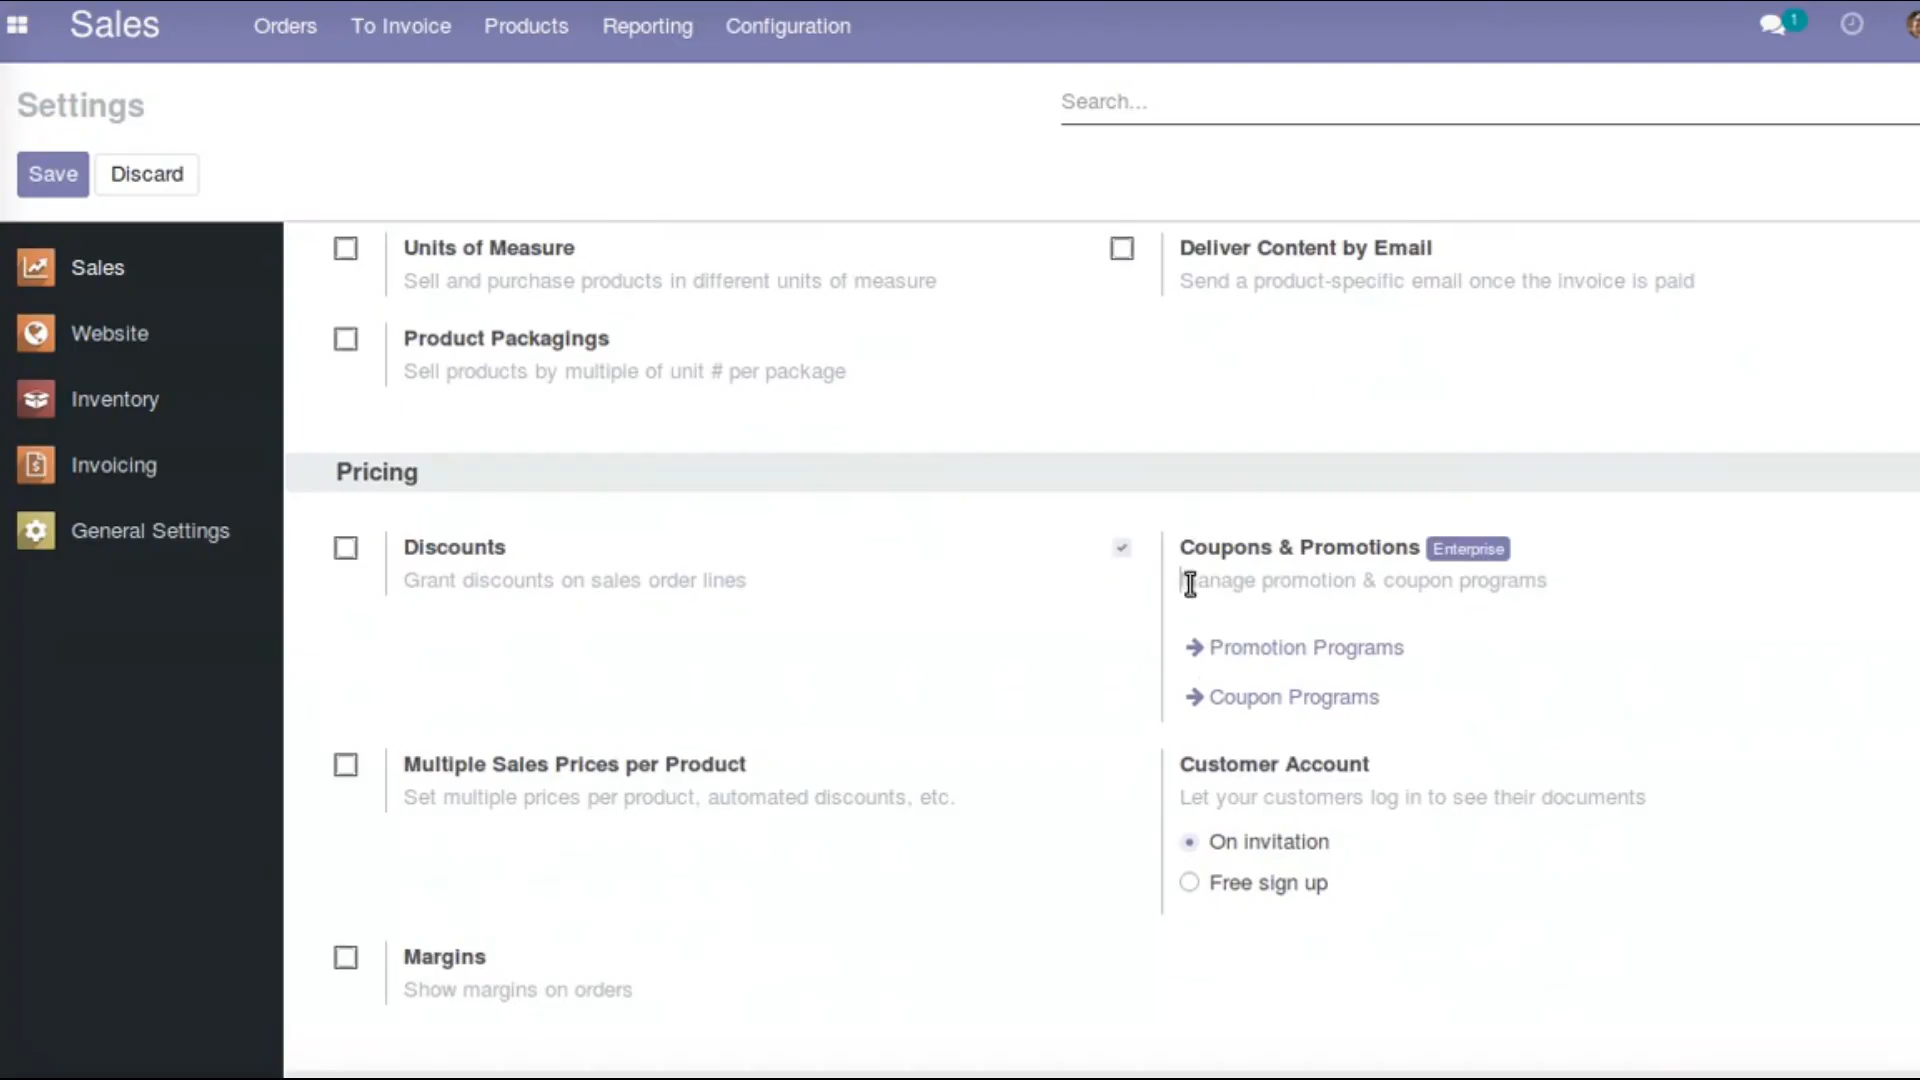 Sales
Orders
To Invoice
Products
Reporting
Configuration
1
Settings
Search...
Save
Discard
Sales
Website
Inventory
Invoicing
General Settings
Units of Measure
Sell and purchase products in different units of measure
Deliver Content by Email
Send a product-specific email once the invoice is paid
Product Packagings
Sell products by multiple of unit # per package
Pricing
Discounts
Grant discounts on sales order lines
Coupons & Promotions Enterprise
Manage promotion & coupon programs
Promotion Programs
Coupon Programs
Multiple Sales Prices per Product
Set multiple prices per product, automated discounts, etc.
Customer Account
Let your customers log in to see their documents
On invitation
Free sign up
Margins
Show margins on orders